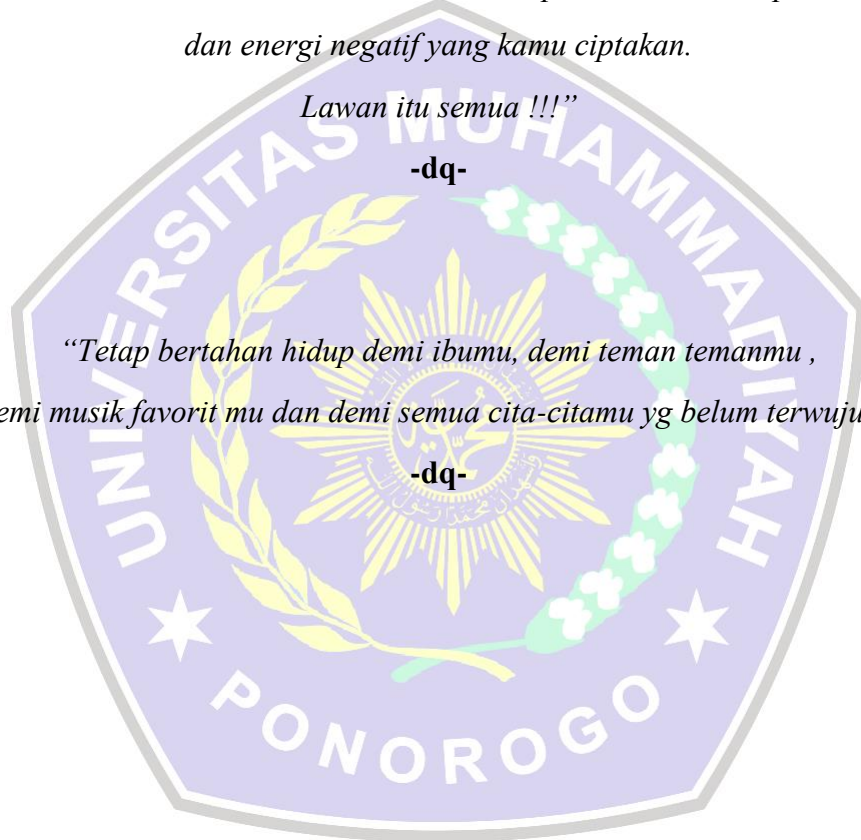 dan energi negatif yang kamu ciptakan.
Lawan itu semua !!!”
-dq-
“Tetap bertahan hidup demi ibumu, demi teman temanmu ,
emi musik favorit mu dan demi semua cita-citamu yg belum terwuju
-dq-
UNIVERSITAS MUHAMMADIYAH
PONOROGO